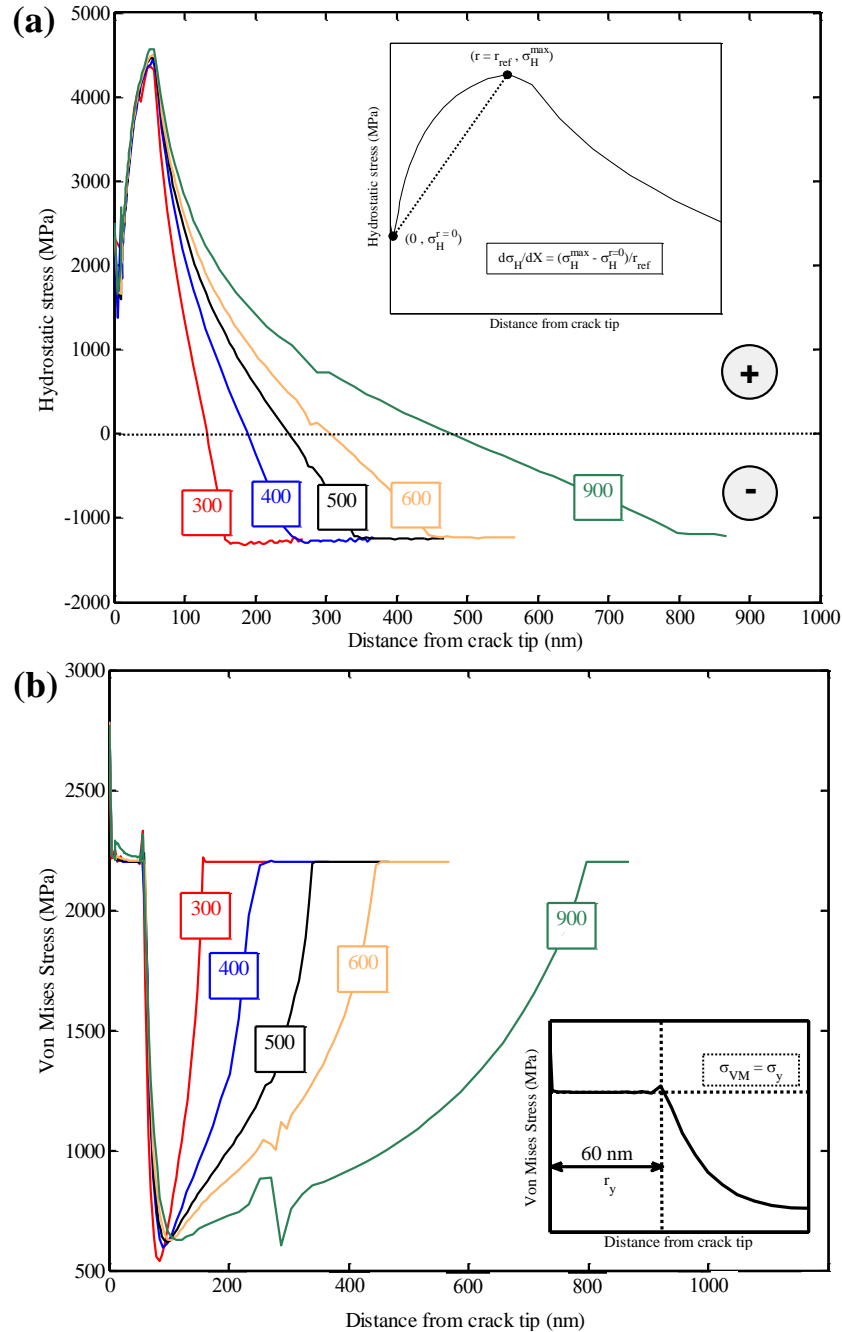 (a)
5000
4000
3000
2000
1000
0
-1000
-2000
Hydrostatic stress (MPa)
0 100 200 300 400 500 600 700 800 900 1000
Distance from crack tip (nm)
300
400
500
600
900
+
-
Hydrostatic stress (MPa)
(r = r_ref , σ_H^max)
(0 , σ_H^r = 0)
dσ_H/dX = (σ_H^max - σ_H^r=0)/r_ref
Distance from crack tip
(b)
3000
2500
2000
1500
1000
500
Von Mises Stress (MPa)
0 200 400 600 800 1000
Distance from crack tip (nm)
300
400
500
600
900
Von Mises Stress (MPa)
σ_VM = σ_y
60 nm
r_y
Distance from crack tip